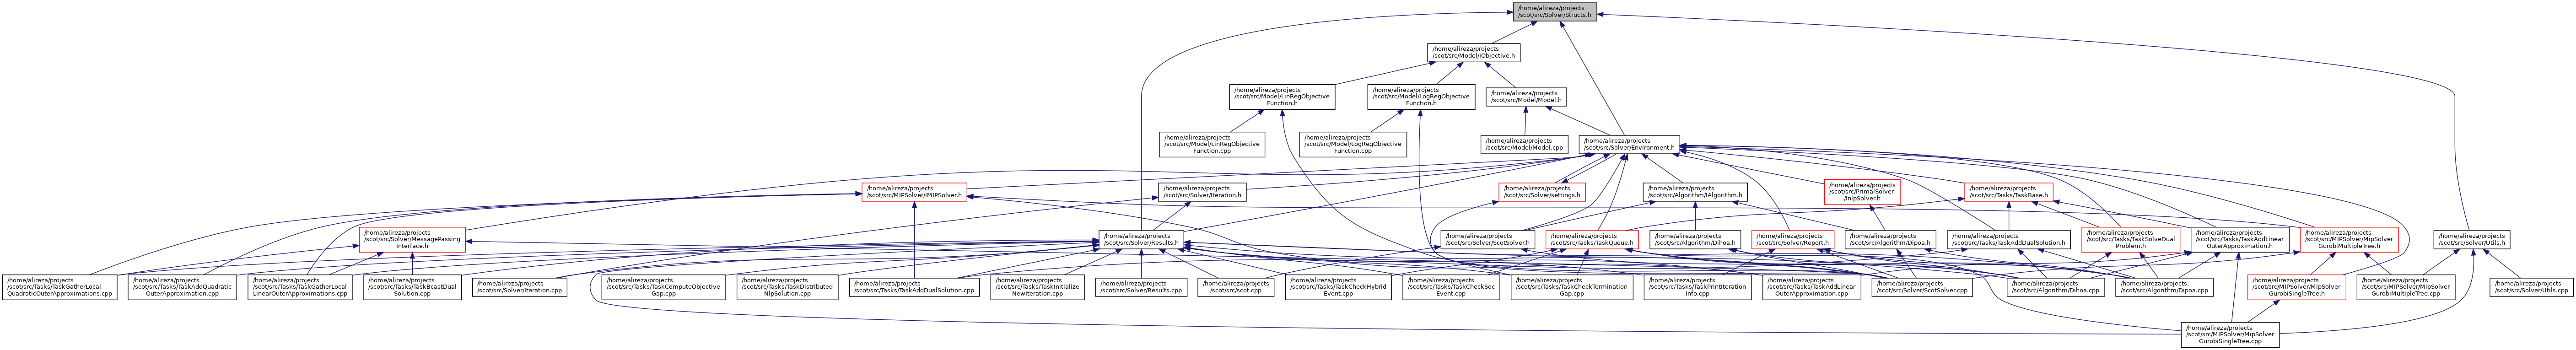 /home/alireza/projects
/scot/src/Solver/Structs.h
/home/alireza/projects
/scot/src/Model/IObjective.h
/home/alireza/projects
/scot/src/Model/LinRegObjective
Function.h
/home/alireza/projects
/scot/src/Model/LogRegObjective
Function.h
/home/alireza/projects
/scot/src/Model/Model.h
/home/alireza/projects
/scot/src/Model/LinRegObjective
Function.cpp
/home/alireza/projects
/scot/src/Model/LogRegObjective
Function.cpp
/home/alireza/projects
/scot/src/Model/Model.cpp
/home/alireza/projects
/scot/src/Solver/Environment.h
/home/alireza/projects
/scot/src/MIPSolver/IMIPSolver.h
/home/alireza/projects
/scot/src/Solver/Iteration.h
/home/alireza/projects
/scot/src/Solver/settings.h
/home/alireza/projects
/scot/src/Algorithm/Algorithm.h
/home/alireza/projects
/scot/src/PrimalSolver
/InlpSolver.h
/home/alireza/projects
/scot/src/Tasks/TaskBase.h
/home/alireza/projects
/scot/src/Solver/MessagePassing
Interface.h
/home/alireza/projects
/scot/src/Solver/Results.h
/home/alireza/projects
/scot/src/Solver/ScotSolver.h
/home/alireza/projects
/scot/src/Tasks/TaskQueue.h
/home/alireza/projects
/scot/src/Algorithm/Dihoa.h
/home/alireza/projects
/scot/src/Solver/Report.h
/home/alireza/projects
/scot/src/Algorithm/Dipoa.h
/home/alireza/projects
/scot/src/Tasks/TaskAddDualSolution.h
/home/alireza/projects
/scot/src/Tasks/TaskSolveDual
Problem.h
/home/alireza/projects
/scot/src/Tasks/TaskAddLinear
OuterApproximation.h
/home/alireza/projects
/scot/src/MIPSolver/MipSolver
GurobiMultipleTree.h
/home/alireza/projects
/scot/src/Solver/Utils.h
/home/alireza/projects
/scot/src/Tasks/TaskGatherLocal
QuadraticOuterApproximations.cpp
/home/alireza/projects
/scot/src/Tasks/TaskAddQuadratic
OuterApproximation.cpp
/home/alireza/projects
/scot/src/Tasks/TaskGatherLocal
LinearOuterApproximations.cpp
/home/alireza/projects
/scot/src/Tasks/TaskBcastDual
Solution.cpp
/home/alireza/projects
/scot/src/Solver/Iteration.cpp
/home/alireza/projects
/scot/src/Tasks/TaskComputeObjective
Gap.cpp
/home/alireza/projects
/scot/src/Tasks/TaskDistributed
NlpSolution.cpp
/home/alireza/projects
/scot/src/Tasks/TaskAddDualSolution.cpp
/home/alireza/projects
/scot/src/Tasks/TaskInitialize
NewIteration.cpp
/home/alireza/projects
/scot/src/Solver/Results.cpp
/home/alireza/projects
/scot/src/scot.cpp
/home/alireza/projects
/scot/src/Tasks/TaskCheckHybrid
Event.cpp
/home/alireza/projects
/scot/src/Tasks/TaskCheckSoc
Event.cpp
/home/alireza/projects
/scot/src/Tasks/TaskCheckTermination
Gap.cpp
/home/alireza/projects
/scot/src/Tasks/TaskPrintIteration
Info.cpp
/home/alireza/projects
/scot/src/Tasks/TaskAddLinear
OuterApproximation.cpp
/home/alireza/projects
/scot/src/Solver/ScotSolver.cpp
/home/alireza/projects
/scot/src/Algorithm/Dihoa.cpp
/home/alireza/projects
/scot/src/Algorithm/Dipoa.cpp
/home/alireza/projects
/scot/src/MIPSolver/MipSolver
GurobiSingleTree.h
/home/alireza/projects
/scot/src/MIPSolver/MipSolver
GurobiMultipleTree.cpp
/home/alireza/projects
/scot/src/Solver/Utils.cpp
/home/alireza/projects
/scot/src/MIPSolver/MipSolver
GurobiSingleTree.cpp